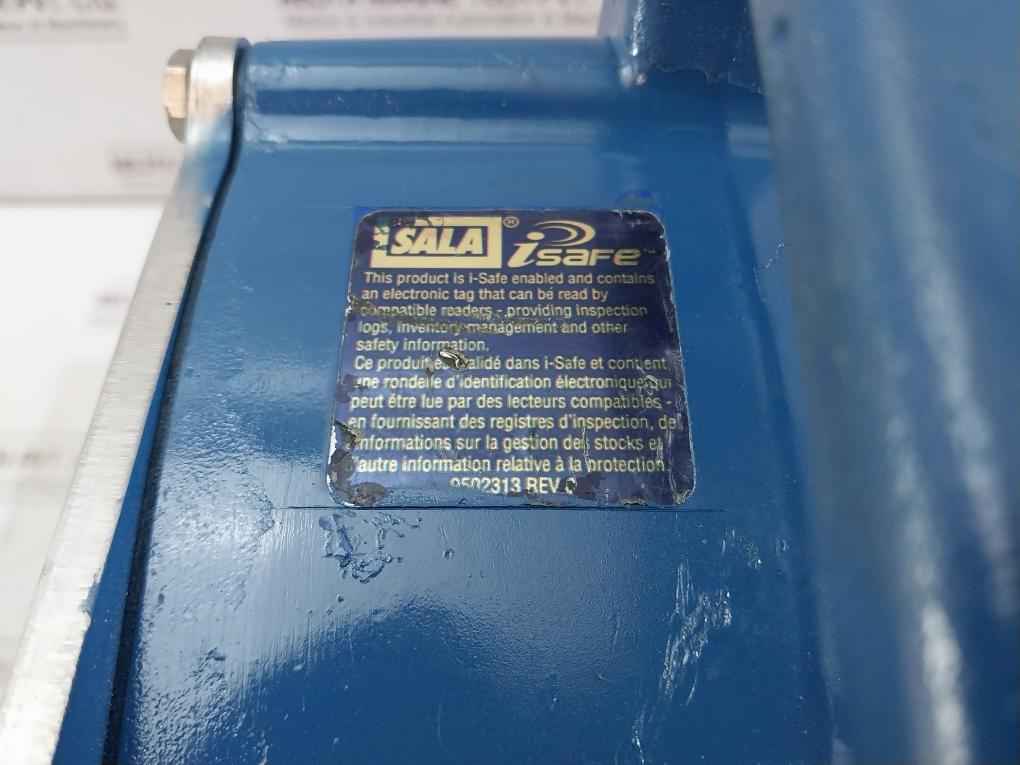 SALA ® i SAFE ™
This product is i-Safe enabled and contains
an electronic tag that can be read by
compatible readers - providing inspection
logs, inventory management and other
safety information.
Ce produit est validé dans i-Safe et contient
une rondelle d'identification électronique qui
peut être lue par des lecteurs compatibles -
en fournissant des registres d'inspection, de
informations sur la gestion des stocks et
autre information relative à la protection
9502313 REV